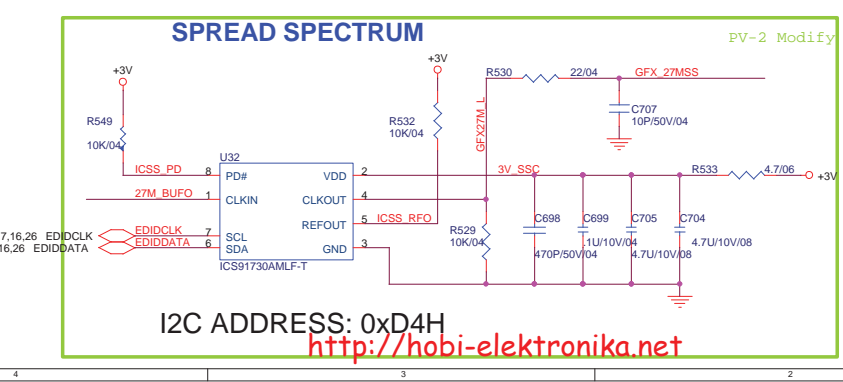 SPREAD SPECTRUM
PV-2 Modify
+3V
+3V
R530
22/04
GFX_27MSS
C707
10P/50V/04
R549
10K/04
R532
10K/04
GFX27M_L
U32
ICSS_PD
8
PD#
VDD
2
3V_SSC
R533
4.7/06
+3V
27M_BUFO
1
CLKIN
CLKOUT
4
REFOUT
5
ICSS_RFO
7,16,26 EDIDCLK
EDIDCLK
7
SCL
16,26 EDIDDATA
EDIDDATA
6
SDA
GND
3
ICS91730AMLF-T
R529
10K/04
C698
470P/50V/04
C699
.1U/10V/04
C705
4.7U/10V/08
C704
4.7U/10V/08
I2C ADDRESS: 0xD4H
http://hobi-elektronika.net
4
3
2